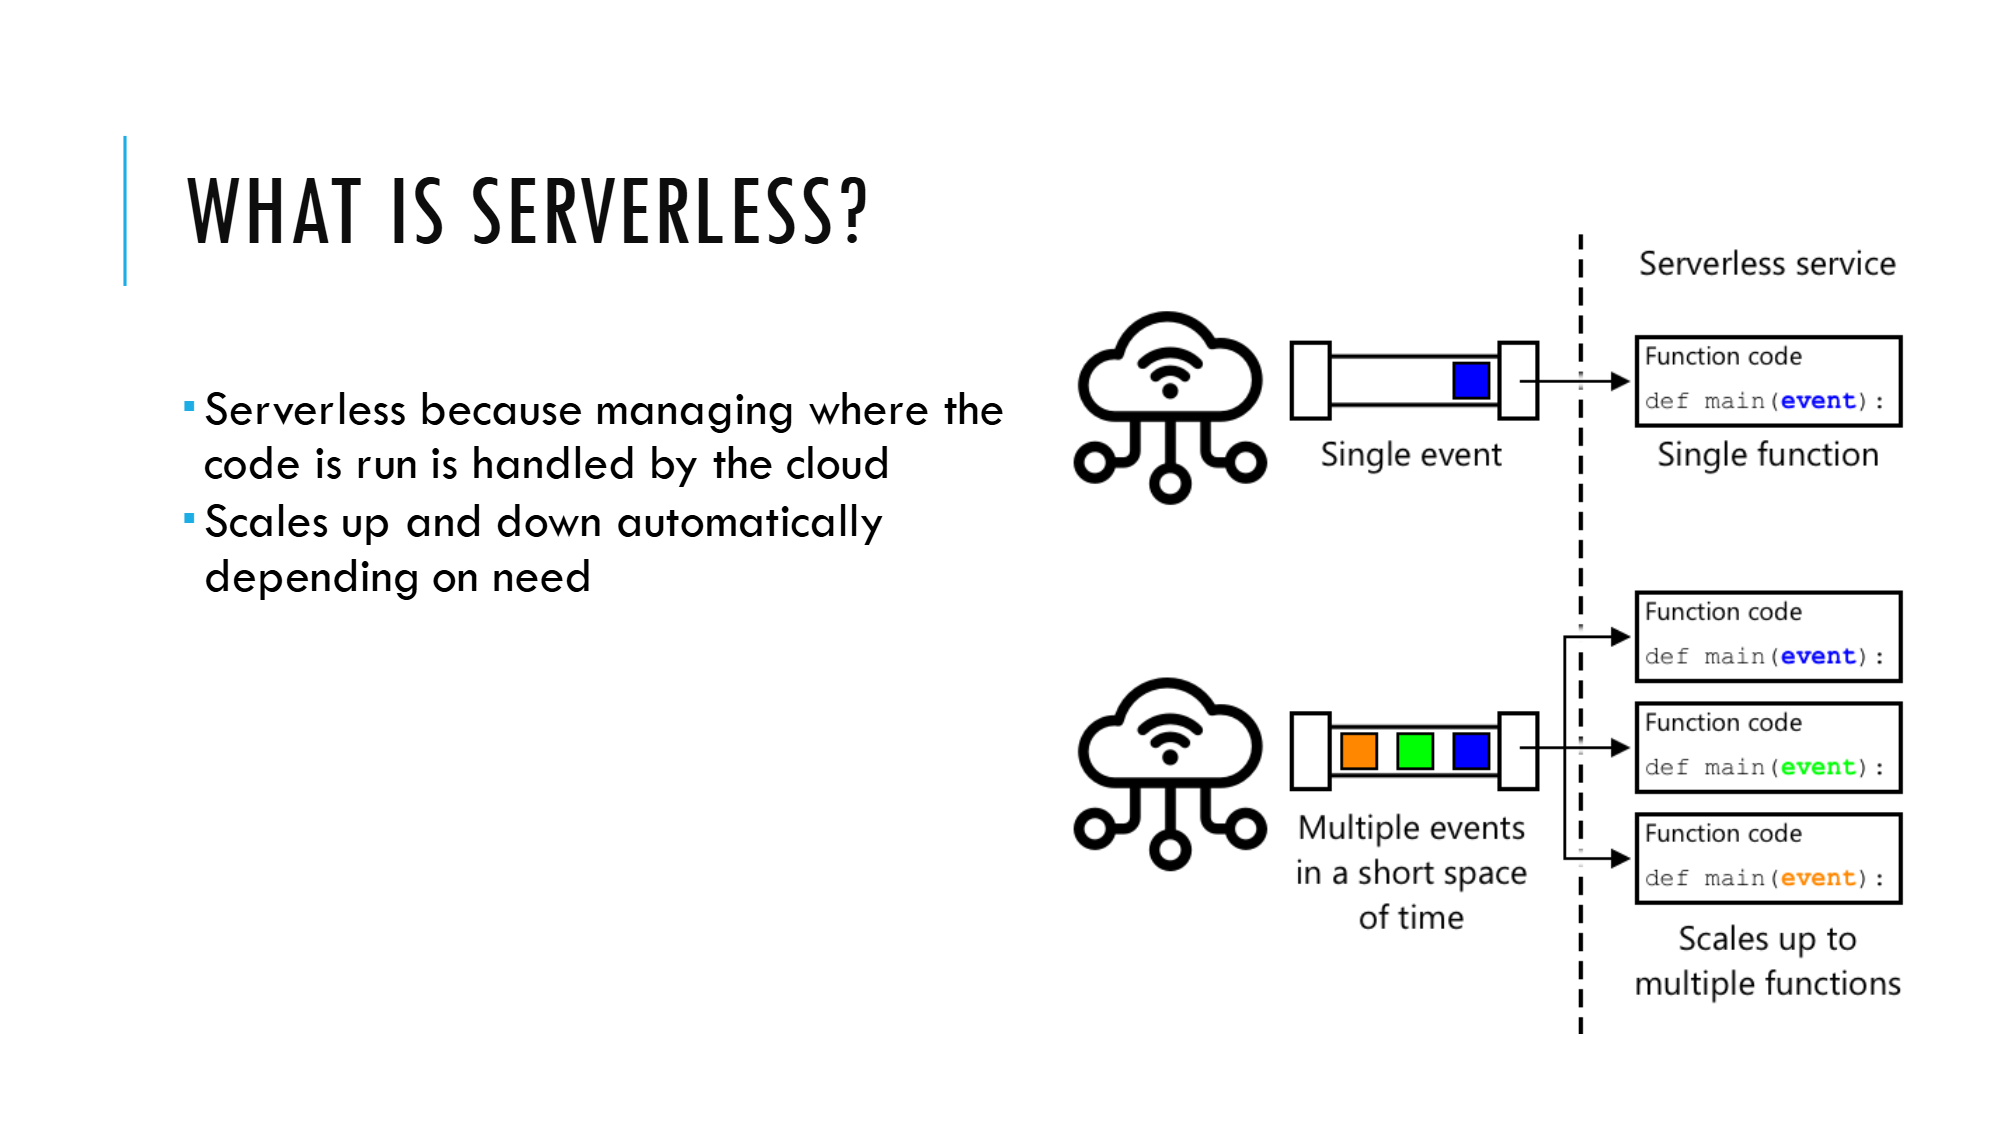 WHAT IS SERVERLESS?
▪ Serverless because managing where the
code is run is handled by the cloud
▪ Scales up and down automatically
depending on need
Serverless service
Single event
Function code
def main(event):
Single function
Multiple events
in a short space
of time
Function code
def main(event):
Function code
def main(event):
Function code
def main(event):
Scales up to
multiple functions